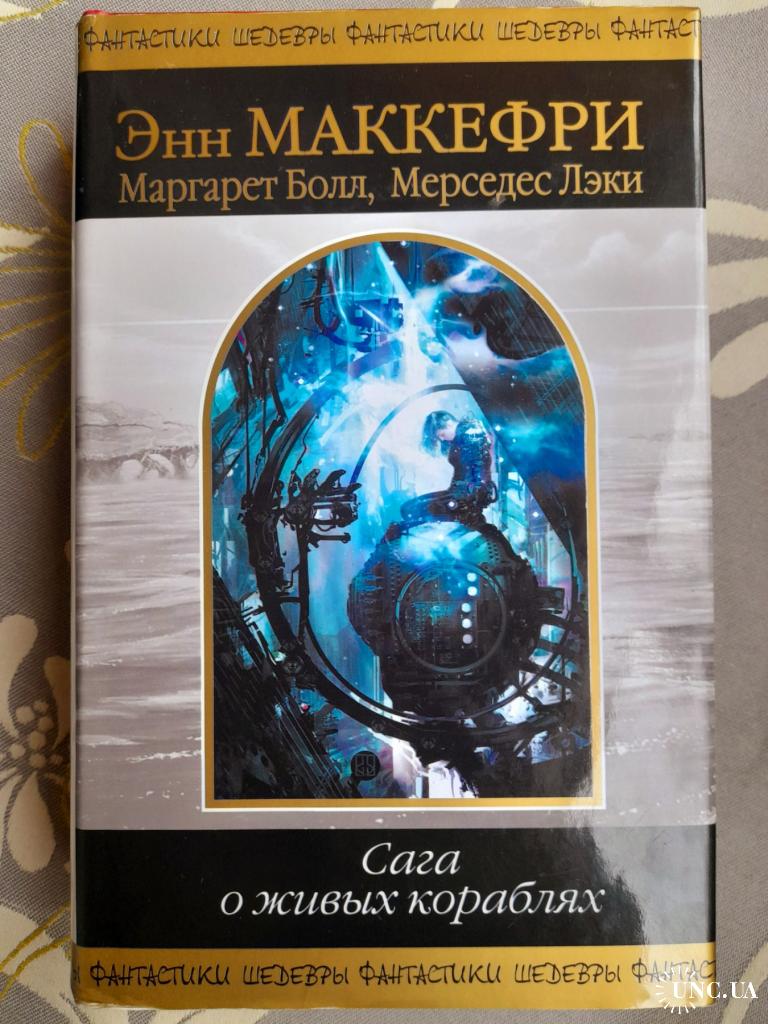 ФАНТАСТИКИ ШЕДЕВРЫ ФАНТАСТИКИ ШЕДЕВРЫ ФАНТАСТ
Энн МАККЕФРИ
Маргарет Болл, Мерседес Лэки
Сага
о живых кораблях
ФАНТАСТИКИ ШЕДЕВРЫ ФАНТАСТИКИ ШЕДЕВРЫ ФАНТАСТ
UNC.UA